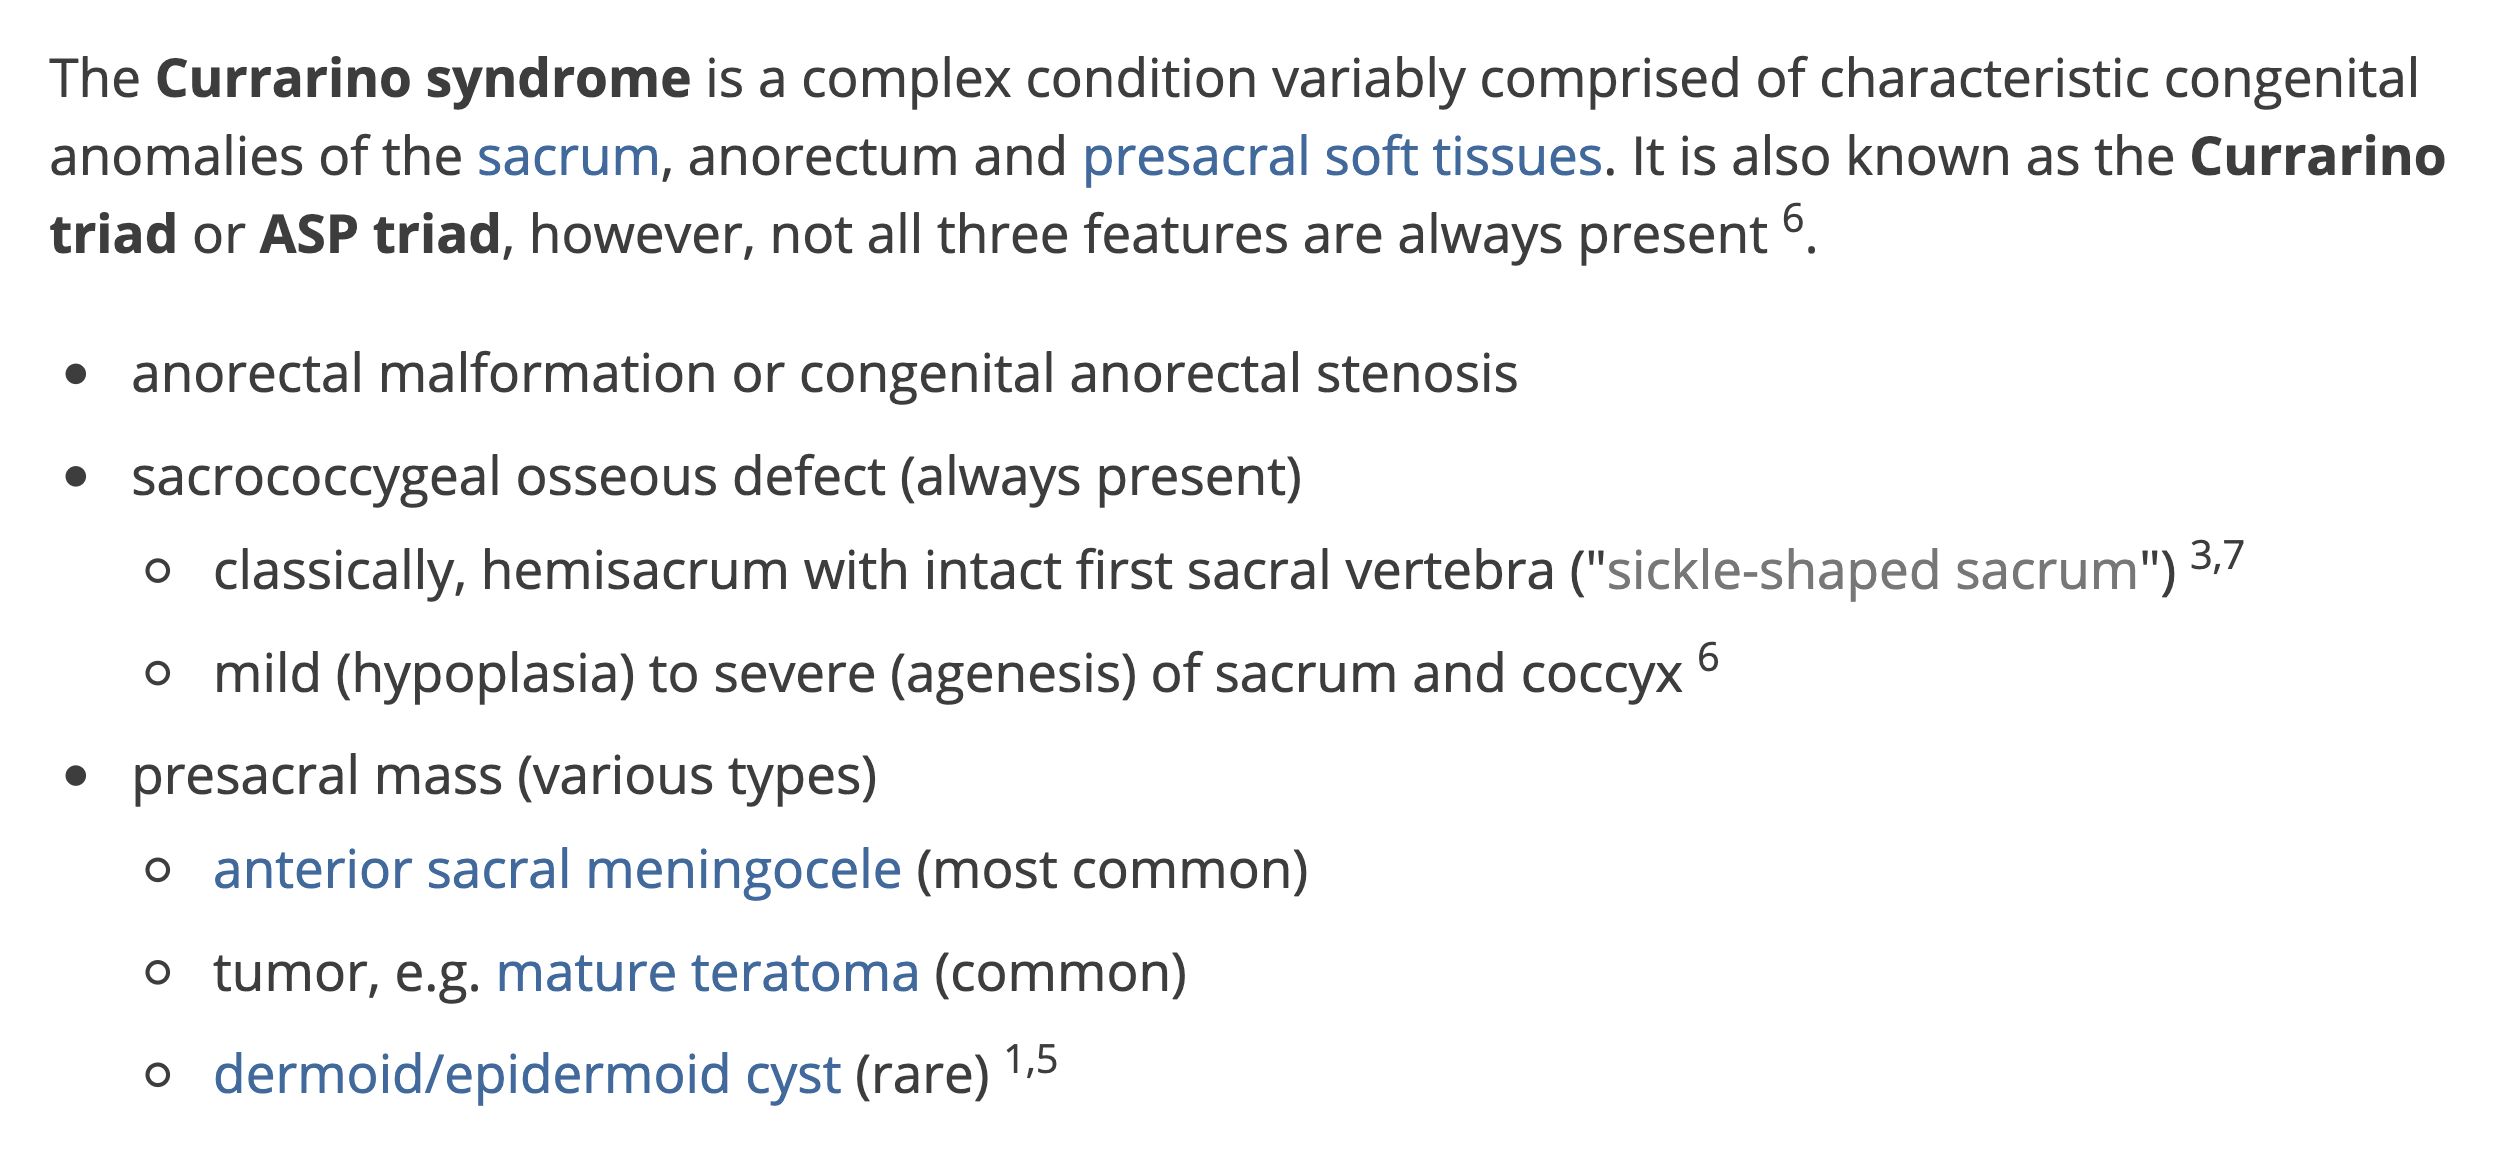 The Currarino syndrome is a complex condition variably comprised of characteristic congenital
anomalies of the sacrum, anorectum and presacral soft tissues. It is also known as the Currarino
triad or ASP triad, however, not all three features are always present 6.
• anorectal malformation or congenital anorectal stenosis
• sacrococcygeal osseous defect (always present)
◦ classically, hemisacrum with intact first sacral vertebra ("sickle-shaped sacrum") 3,7
◦ mild (hypoplasia) to severe (agenesis) of sacrum and coccyx 6
• presacral mass (various types)
◦ anterior sacral meningocele (most common)
◦ tumor, e.g. mature teratoma (common)
◦ dermoid/epidermoid cyst (rare) 1,5